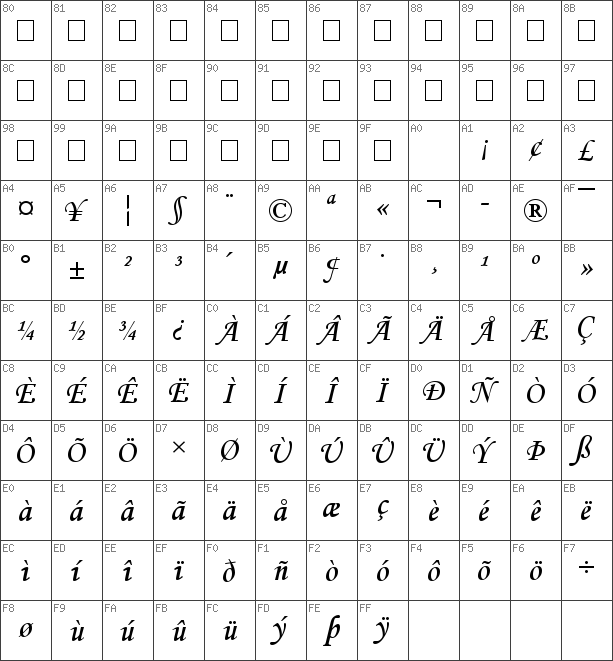 80 81 82 83 84 85 86 87 88 89 8A 8B
8C 8D 8E 8F 90 91 92 93 94 95 96 97
98 99 9A 9B 9C 9D 9E 9F A0 A1 A2 A3
¡ ¢ £
A4 A5 A6 A7 A8 A9 AA AB AC AD AE AF
¤ ¥ ¦ § ¨ © ª « ¬ - ® ¯
B0 B1 B2 B3 B4 B5 B6 B7 B8 B9 BA BB
° ± ² ³ ´ µ ¶ · ¸ ¹ º »
BC BD BE BF C0 C1 C2 C3 C4 C5 C6 C7
¼ ½ ¾ ¿ À Á Â Ã Ä Å Æ Ç
C8 C9 CA CB CC CD CE CF D0 D1 D2 D3
È É Ê Ë Ì Í Î Ï Ð Ñ Ò Ó
D4 D5 D6 D7 D8 D9 DA DB DC DD DE DF
Ô Õ Ö × Ø Ù Ú Û Ü Ý Þ ß
E0 E1 E2 E3 E4 E5 E6 E7 E8 E9 EA EB
à á â ã ä å æ ç è é ê ë
EC ED EE EF F0 F1 F2 F3 F4 F5 F6 F7
ì í î ï ð ñ ò ó ô õ ö ÷
F8 F9 FA FB FC FD FE FF
ø ù ú û ü ý þ ÿ